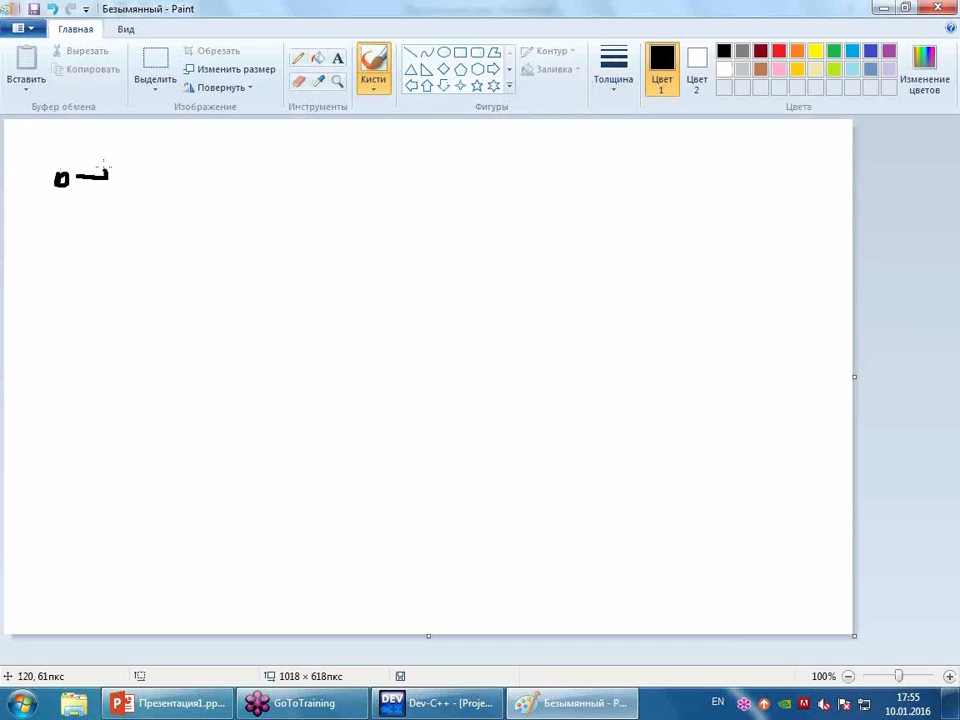 Безымянный - Paint
Главная Вид
Вставить
Вырезать
Копировать
Буфер обмена
Выделить
Обрезать
Изменить размер
Повернуть
Изображение
A
Инструменты
Кисти
Контур
Заливка
Фигуры
Толщина
Цвет 1
Цвет 2
Изменение цветов
Цвета
120, 61пкс 1018 × 618пкс 100%
Презентация1.pp... GoToTraining DEV Dev-C++ - [Proje... Безымянный - P... EN 17:55
10.01.2016